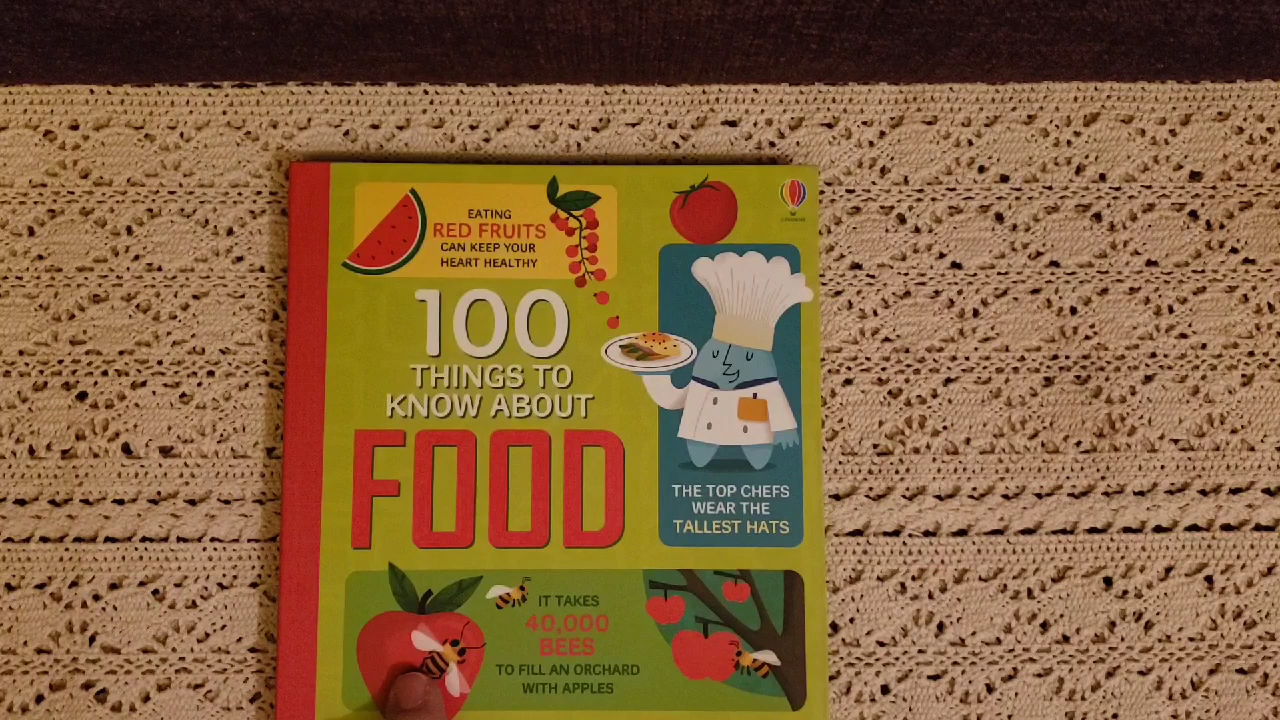 EATING
RED FRUITS
CAN KEEP YOUR
HEART HEALTHY
100
THINGS TO
KNOW ABOUT
FOOD
THE TOP CHEFS
WEAR THE
TALLEST HATS
IT TAKES
40,000
BEES
TO FILL AN ORCHARD
WITH APPLES